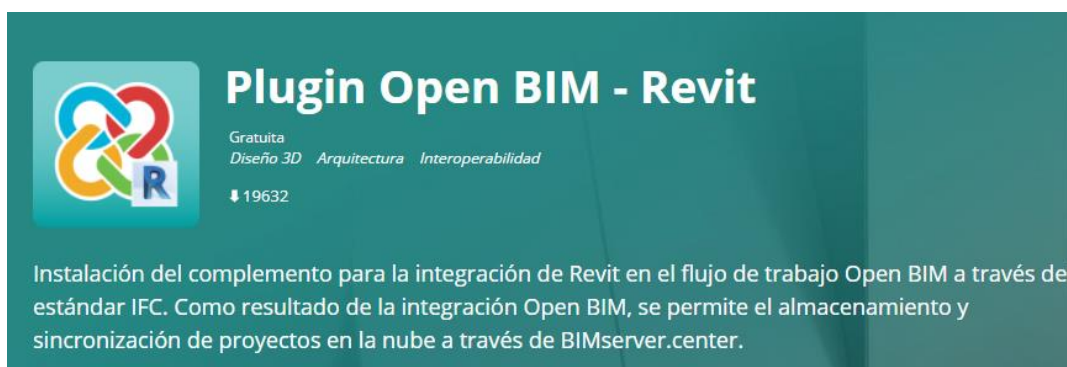 Plugin Open BIM - Revit
Gratuita
Diseño 3D Arquitectura Interoperabilidad
19632
R
Instalación del complemento para la integración de Revit en el flujo de trabajo Open BIM a través de
estándar IFC. Como resultado de la integración Open BIM, se permite el almacenamiento y
sincronización de proyectos en la nube a través de BIMserver.center.